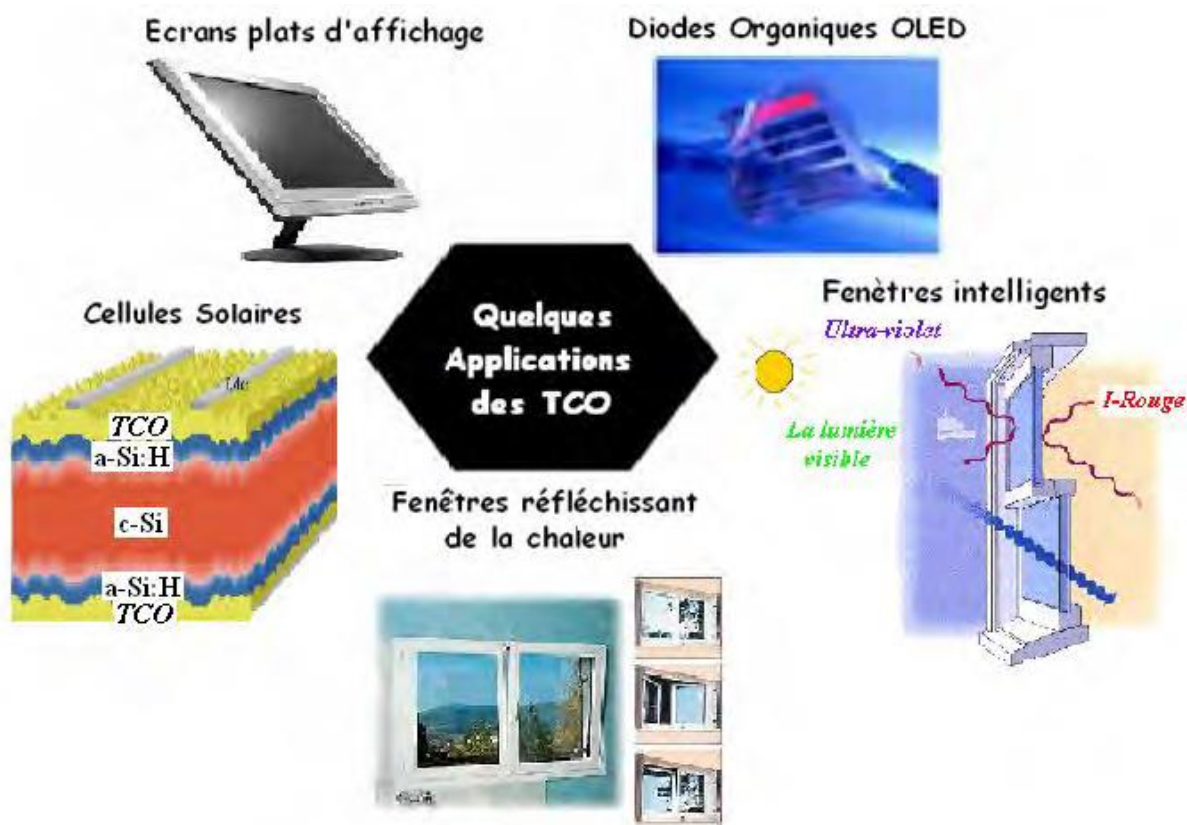 Ecrans plats d'affichage
Diodes Organiques OLED
Cellules Solaires
Quelques
Applications
des TCO
Fenètres intelligents
Ultra-violet
I-Rouge
La lumière
visible
TCO
a-Si:H
c-Si
a-Si:H
TCO
Fenêtres réfléchissant
de la chaleur